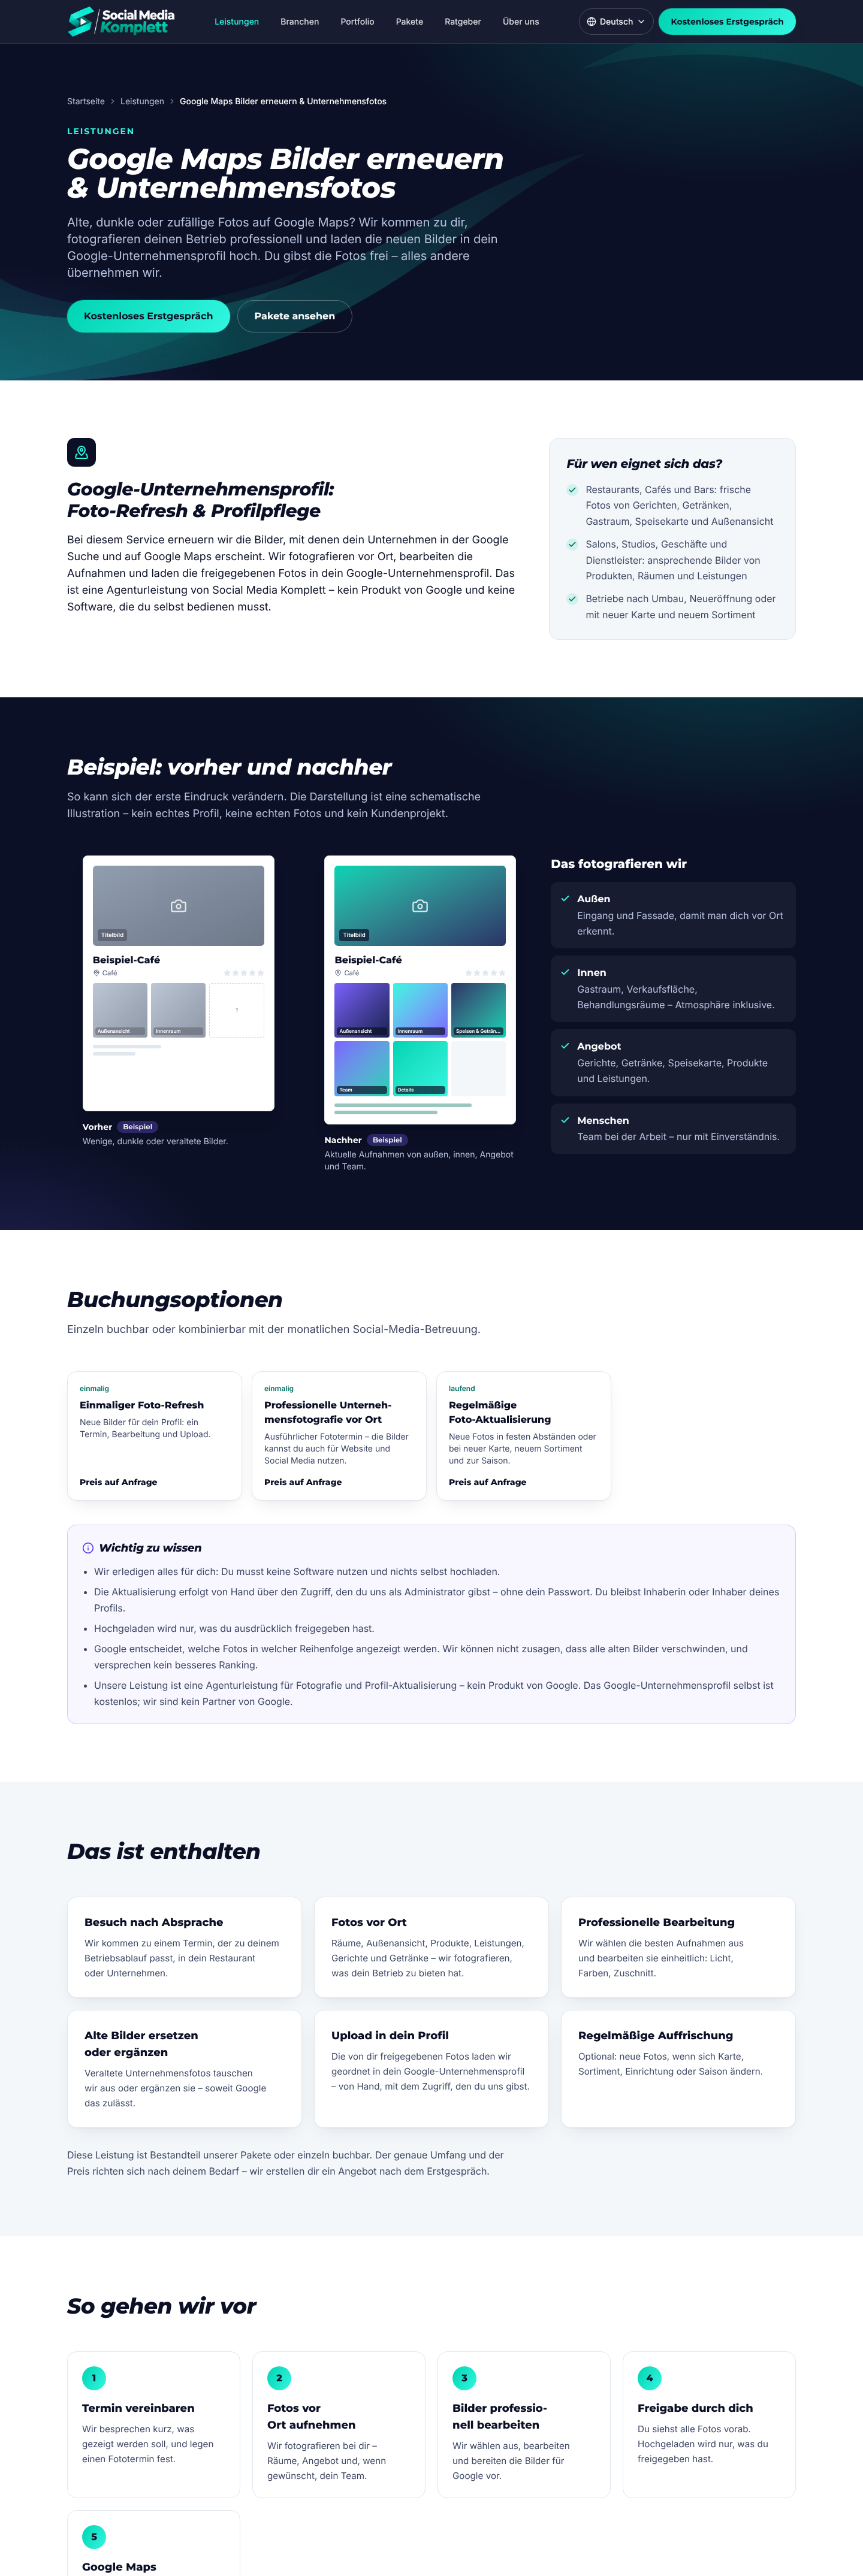 Social Media
Komplett
Leistungen
Branchen
Portfolio
Pakete
Ratgeber
Über uns
Deutsch
Kostenloses Erstgespräch
Startseite > Leistungen > Google Maps Bilder erneuern & Unternehmensfotos
LEISTUNGEN
Google Maps Bilder erneuern
& Unternehmensfotos
Alte, dunkle oder zufällige Fotos auf Google Maps? Wir kommen zu dir,
fotografieren deinen Betrieb professionell und laden die neuen Bilder in dein
Google-Unternehmensprofil hoch. Du gibst die Fotos frei – alles andere
übernehmen wir.
Kostenloses Erstgespräch
Pakete ansehen
Google-Unternehmensprofil:
Foto-Refresh & Profilpflege
Bei diesem Service erneuern wir die Bilder, mit denen dein Unternehmen in der Google
Suche und auf Google Maps erscheint. Wir fotografieren vor Ort, bearbeiten die
Aufnahmen und laden die freigegebenen Fotos in dein Google-Unternehmensprofil. Das
ist eine Agenturleistung von Social Media Komplett – kein Produkt von Google und keine
Software, die du selbst bedienen musst.
Für wen eignet sich das?
Restaurants, Cafés und Bars: frische
Fotos von Gerichten, Getränken,
Gastraum, Speisekarte und Außenansicht
Salons, Studios, Geschäfte und
Dienstleister: ansprechende Bilder von
Produkten, Räumen und Leistungen
Betriebe nach Umbau, Neueröffnung oder
mit neuer Karte und neuem Sortiment
Beispiel: vorher und nachher
So kann sich der erste Eindruck verändern. Die Darstellung ist eine schematische
Illustration – kein echtes Profil, keine echten Fotos und kein Kundenprojekt.
Titelbild
Beispiel-Café
Café
Außenansicht
Innenraum
?
Vorher Beispiel
Wenige, dunkle oder veraltete Bilder.
Titelbild
Beispiel-Café
Café
Außenansicht
Innenraum
Speisen & Geträn...
Team
Details
Nachher Beispiel
Aktuelle Aufnahmen von außen, innen, Angebot
und Team.
Das fotografieren wir
Außen
Eingang und Fassade, damit man dich vor Ort
erkennt.
Innen
Gastraum, Verkaufsfläche,
Behandlungsräume – Atmosphäre inklusive.
Angebot
Gerichte, Getränke, Speisekarte, Produkte
und Leistungen.
Menschen
Team bei der Arbeit – nur mit Einverständnis.
Buchungsoptionen
Einzeln buchbar oder kombinierbar mit der monatlichen Social-Media-Betreuung.
einmalig
Einmaliger Foto-Refresh
Neue Bilder für dein Profil: ein
Termin, Bearbeitung und Upload.
Preis auf Anfrage
einmalig
Professionelle Unterneh-
mensfotografie vor Ort
Ausführlicher Fototermin – die Bilder
kannst du auch für Website und
Social Media nutzen.
Preis auf Anfrage
laufend
Regelmäßige
Foto-Aktualisierung
Neue Fotos in festen Abständen oder
bei neuer Karte, neuem Sortiment
und zur Saison.
Preis auf Anfrage
Wichtig zu wissen
• Wir erledigen alles für dich: Du musst keine Software nutzen und nichts selbst hochladen.
• Die Aktualisierung erfolgt von Hand über den Zugriff, den du uns als Administrator gibst – ohne dein Passwort. Du bleibst Inhaberin oder Inhaber deines
Profils.
• Hochgeladen wird nur, was du ausdrücklich freigegeben hast.
• Google entscheidet, welche Fotos in welcher Reihenfolge angezeigt werden. Wir können nicht zusagen, dass alle alten Bilder verschwinden, und
versprechen kein besseres Ranking.
• Unsere Leistung ist eine Agenturleistung für Fotografie und Profil-Aktualisierung – kein Produkt von Google. Das Google-Unternehmensprofil selbst ist
kostenlos; wir sind kein Partner von Google.
Das ist enthalten
Besuch nach Absprache
Wir kommen zu einem Termin, der zu deinem
Betriebsablauf passt, in dein Restaurant
oder Unternehmen.
Fotos vor Ort
Räume, Außenansicht, Produkte, Leistungen,
Gerichte und Getränke – wir fotografieren,
was dein Betrieb zu bieten hat.
Professionelle Bearbeitung
Wir wählen die besten Aufnahmen aus
und bearbeiten sie einheitlich: Licht,
Farben, Zuschnitt.
Alte Bilder ersetzen
oder ergänzen
Veraltete Unternehmensfotos tauschen
wir aus oder ergänzen sie – soweit Google
das zulässt.
Upload in dein Profil
Die von dir freigegebenen Fotos laden wir
geordnet in dein Google-Unternehmensprofil
– von Hand, mit dem Zugriff, den du uns gibst.
Regelmäßige Auffrischung
Optional: neue Fotos, wenn sich Karte,
Sortiment, Einrichtung oder Saison ändern.
Diese Leistung ist Bestandteil unserer Pakete oder einzeln buchbar. Der genaue Umfang und der
Preis richten sich nach deinem Bedarf – wir erstellen dir ein Angebot nach dem Erstgespräch.
So gehen wir vor
1
Termin vereinbaren
Wir besprechen kurz, was
gezeigt werden soll, und legen
einen Fototermin fest.
2
Fotos vor
Ort aufnehmen
Wir fotografieren bei dir –
Räume, Angebot und, wenn
gewünscht, dein Team.
3
Bilder professio-
nell bearbeiten
Wir wählen aus, bearbeiten
und bereiten die Bilder für
Google vor.
4
Freigabe durch dich
Du siehst alle Fotos vorab.
Hochgeladen wird nur, was du
freigegeben hast.
5
Google Maps